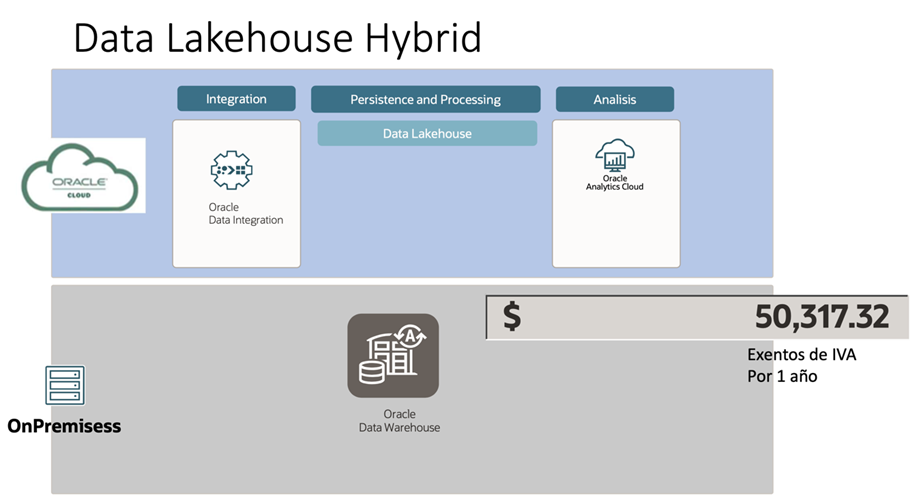 Data Lakehouse Hybrid
Integration
Persistence and Processing
Analisis
Data Lakehouse
ORACLE
CLOUD
Oracle
Data Integration
Oracle
Analytics Cloud
$ 50,317.32
Exentos de IVA
Por 1 año
A
OnPremisess
Oracle
Data Warehouse